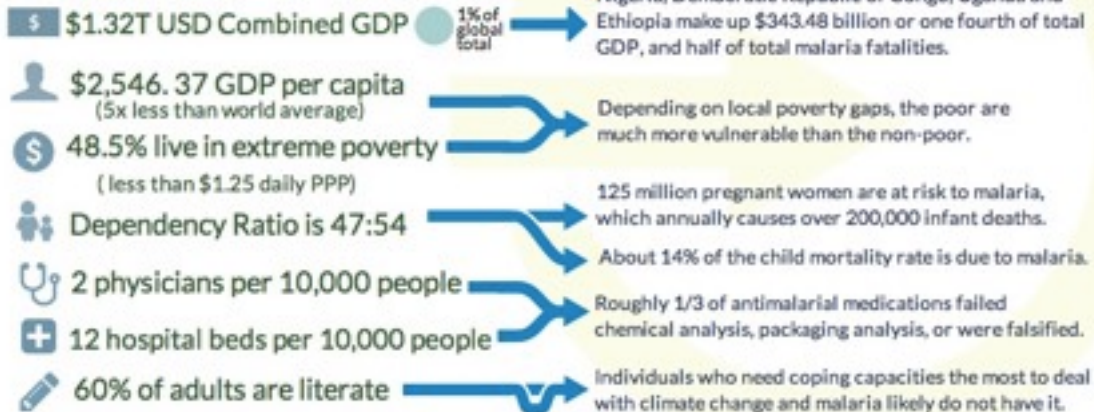 $1.32T USD Combined GDP
1% of
global
total
Ethiopia make up $343.48 billion or one fourth of total
GDP, and half of total malaria fatalities.
$2,546. 37 GDP per capita
(5x less than world average)
48.5% live in extreme poverty
( less than $1.25 daily PPP)
Depending on local poverty gaps, the poor are
much more vulnerable than the non-poor.
Dependency Ratio is 47:54
125 million pregnant women are at risk to malaria,
which annually causes over 200,000 infant deaths.
About 14% of the child mortality rate is due to malaria.
2 physicians per 10,000 people
12 hospital beds per 10,000 people
Roughly 1/3 of antimalarial medications failed
chemical analysis, packaging analysis, or were falsified.
60% of adults are literate
Individuals who need coping capacities the most to deal
with climate change and malaria likely do not have it.